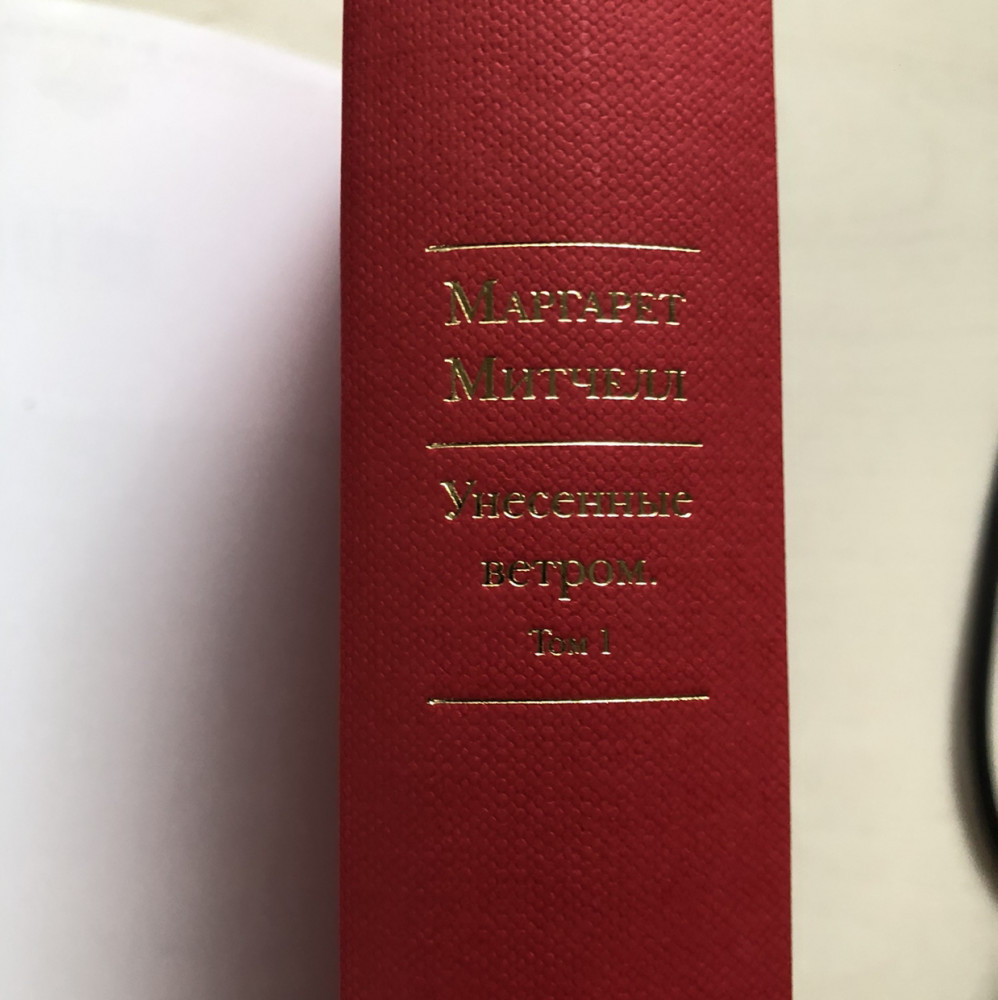 Маргарет
Митчелл
Унесенные
ветром.
Том 1